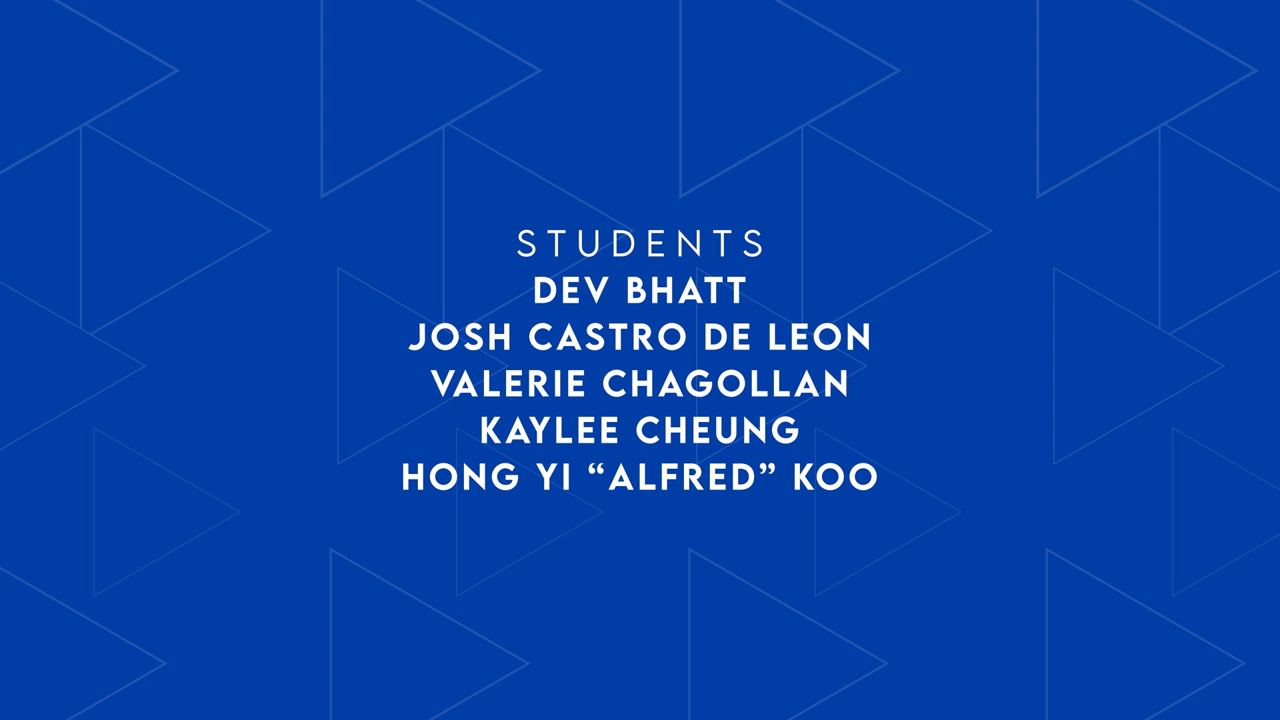 STUDENTS
DEV BHATT
JOSH CASTRO DE LEON
VALERIE CHAGOLLAN
KAYLEE CHEUNG
HONG YI “ALFRED” KOO